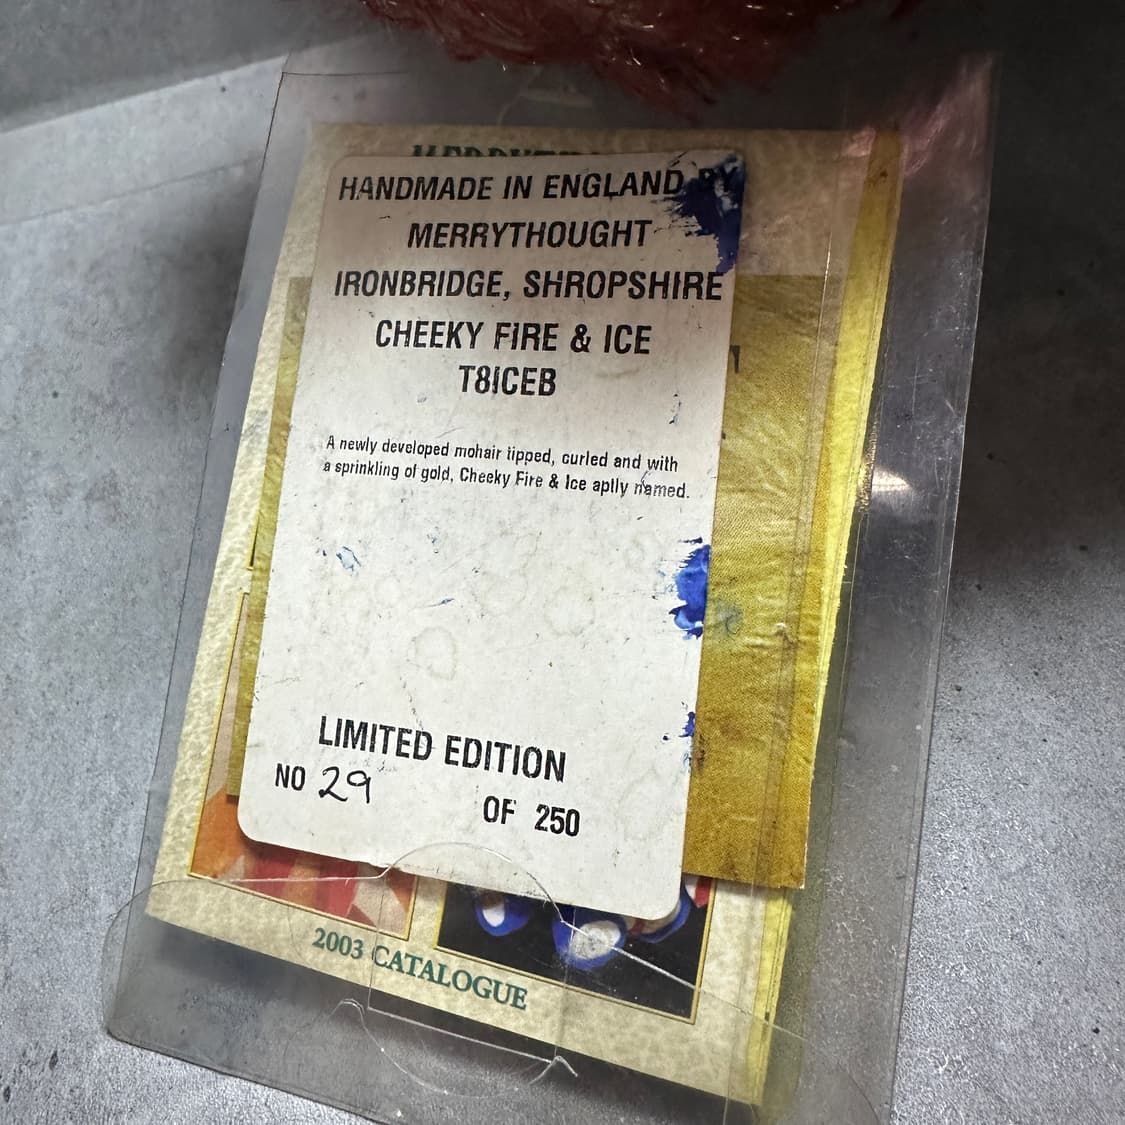 HANDMADE IN ENGLAND BY
MERRYTHOUGHT
IRONBRIDGE, SHROPSHIRE
CHEEKY FIRE & ICE
T8ICEB
A newly developed mohair tipped, curled and with
a sprinkling of gold, Cheeky Fire & Ice aptly named.
LIMITED EDITION
NO 29 OF 250
2003 CATALOGUE